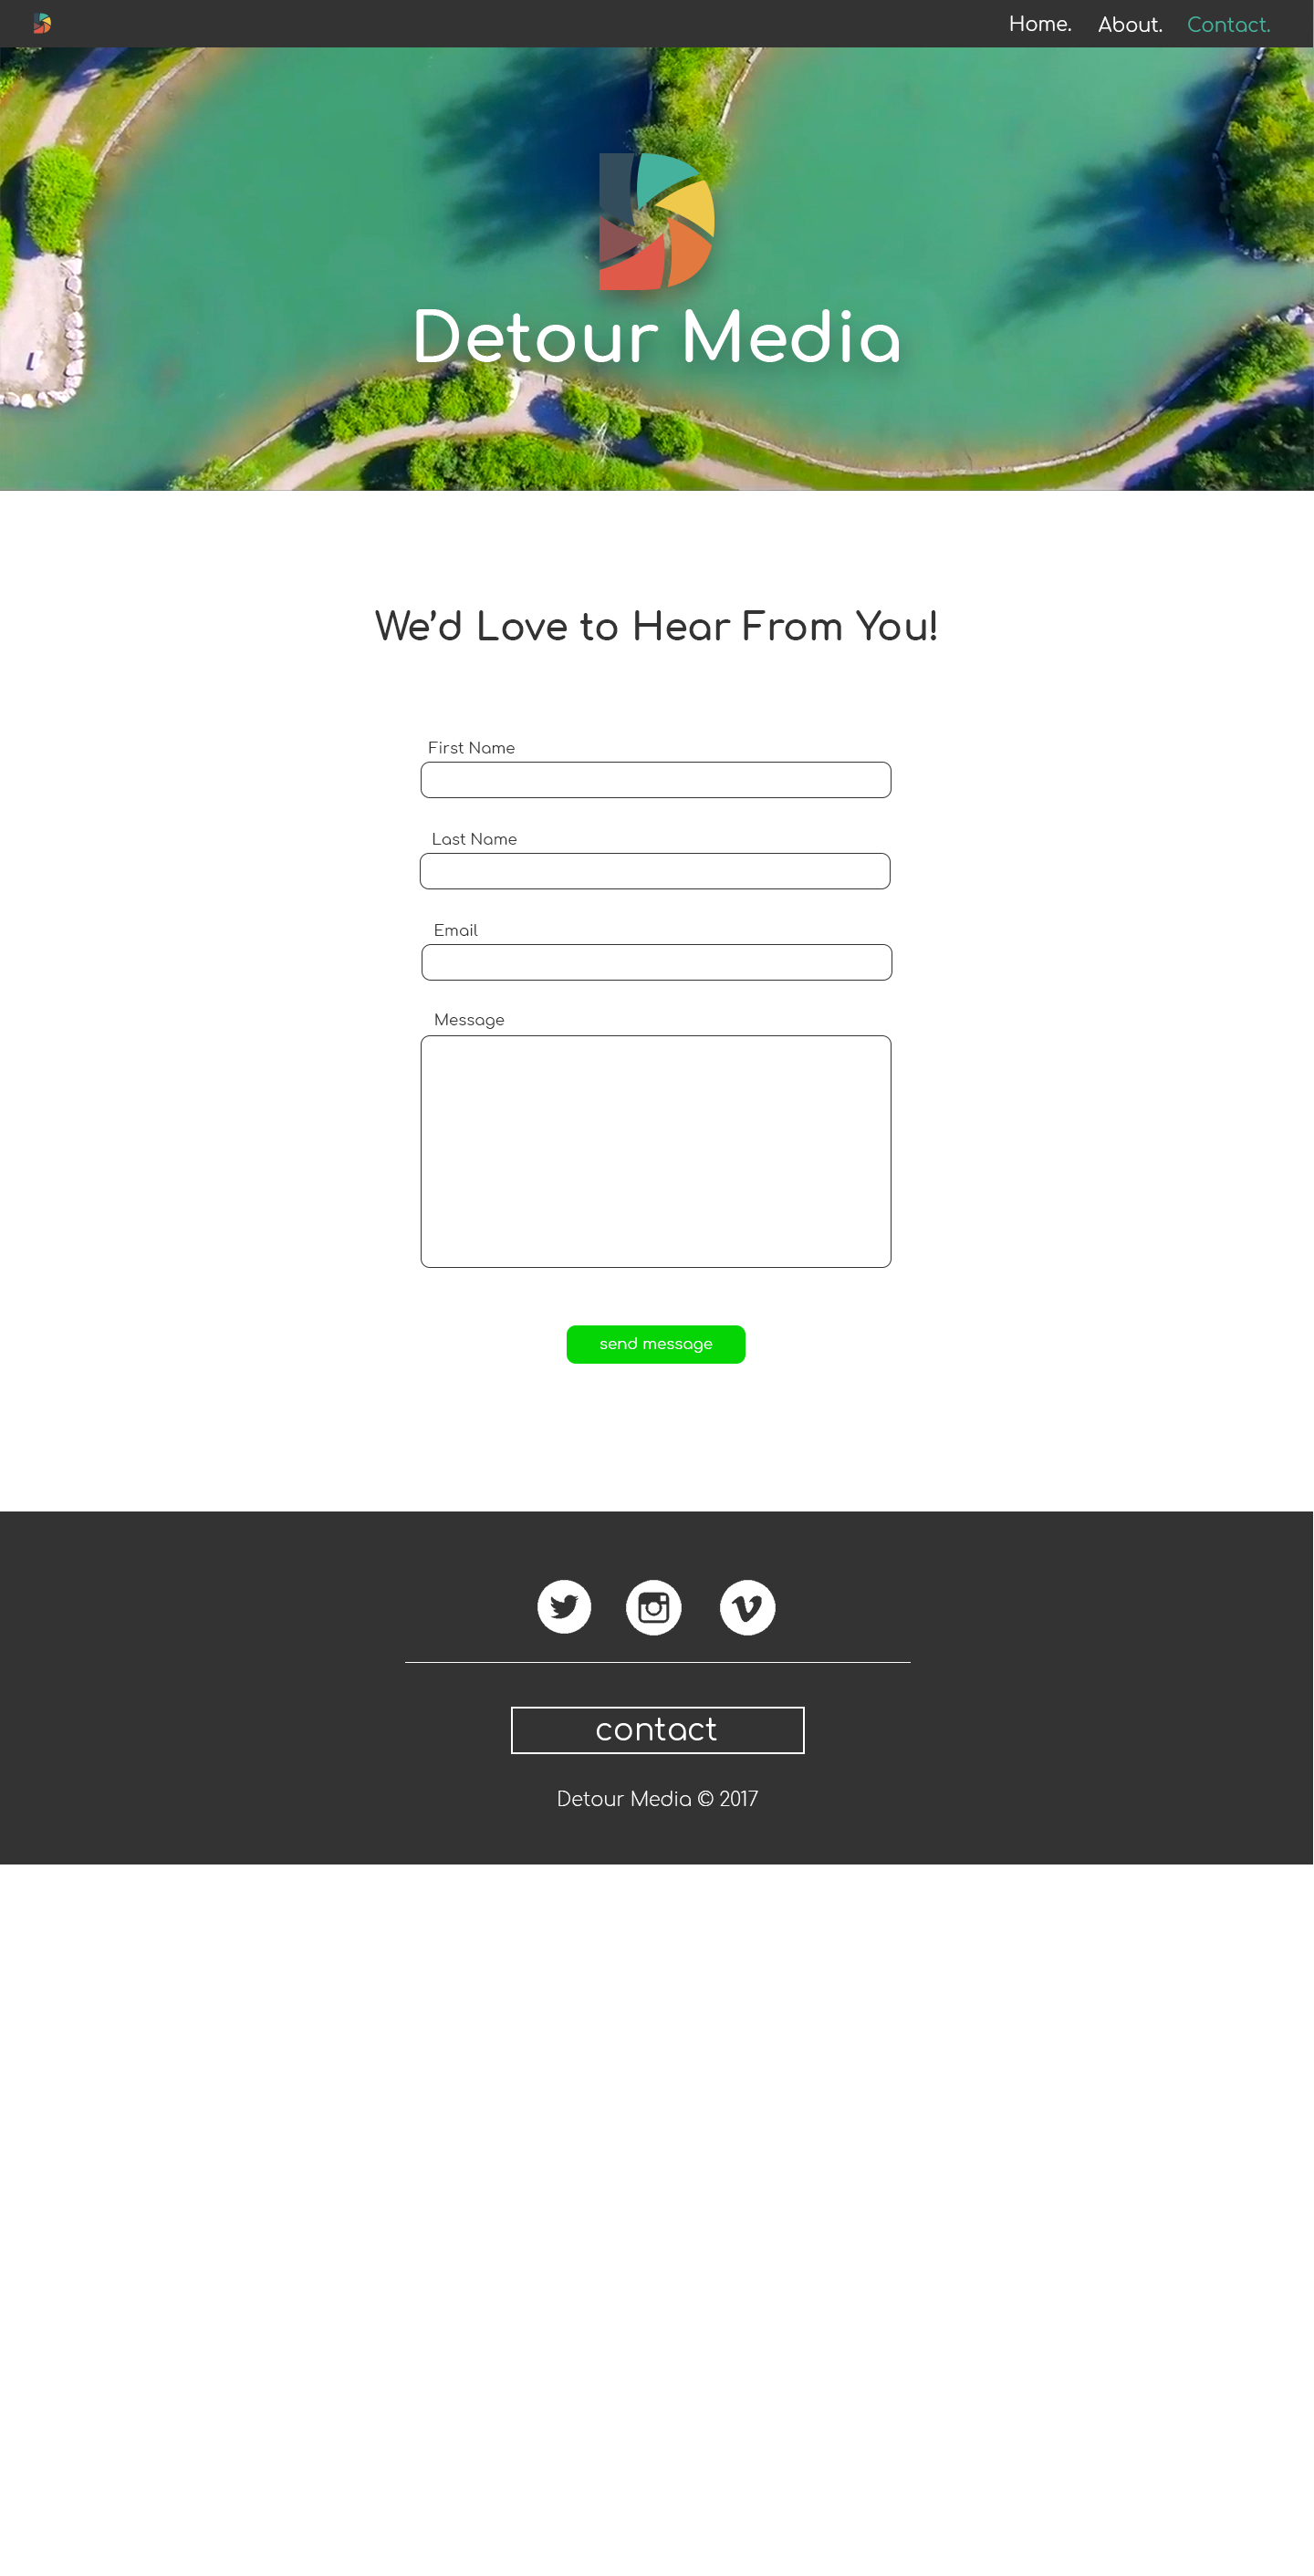 Home. About. Contact.
Detour Media
We’d Love to Hear From You!
First Name
Last Name
Email
Message
send message
contact
Detour Media © 2017